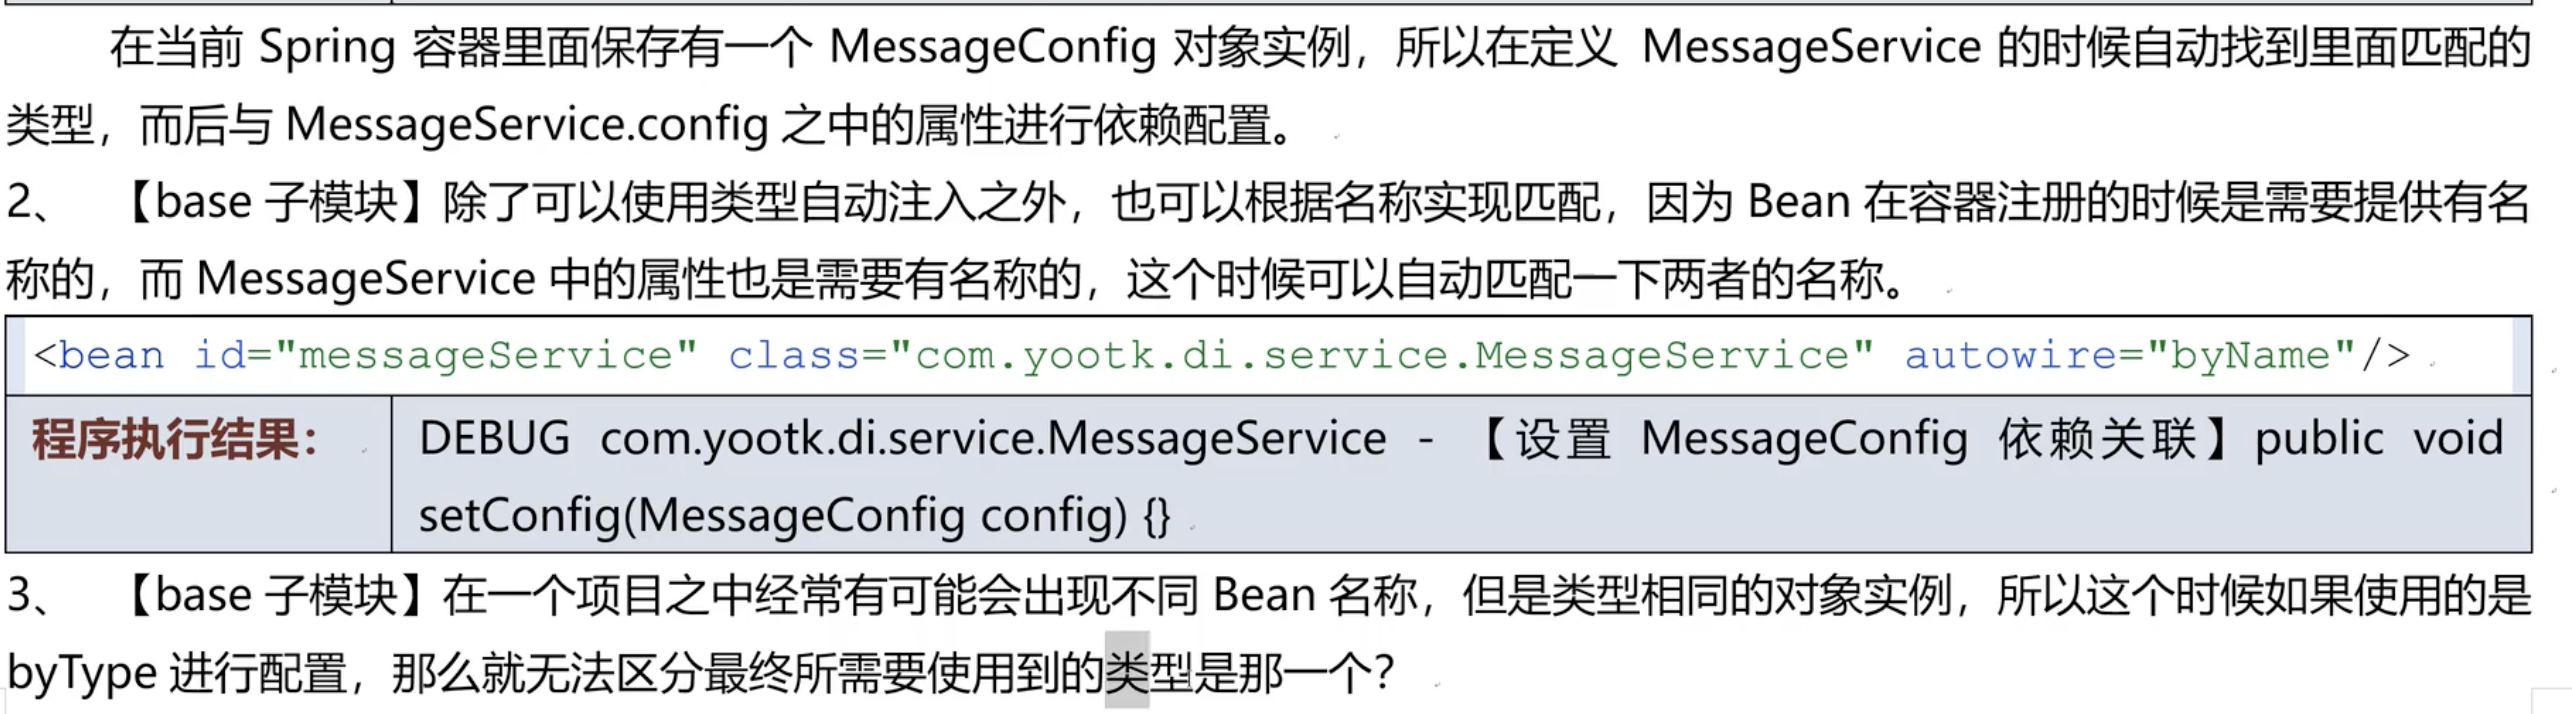 在当前 Spring 容器里面保存有一个 MessageConfig 对象实例，所以在定义 MessageService 的时候自动找到里面匹配的
类型，而后与 MessageService.config 之中的属性进行依赖配置。
2、 【base 子模块】除了可以使用类型自动注入之外，也可以根据名称实现匹配，因为 Bean 在容器注册的时候是需要提供有名
称的，而 MessageService 中的属性也是需要有名称的，这个时候可以自动匹配一下两者的名称。
<bean id="messageService" class="com.yootk.di.service.MessageService" autowire="byName"/>
程序执行结果：
DEBUG com.yootk.di.service.MessageService - 【设置 MessageConfig 依赖关联】public void
setConfig(MessageConfig config) {}
3、 【base 子模块】在一个项目之中经常有可能会出现不同 Bean 名称，但是类型相同的对象实例，所以这个时候如果使用的是
byType 进行配置，那么就无法区分最终所需要使用到的类型是那一个？